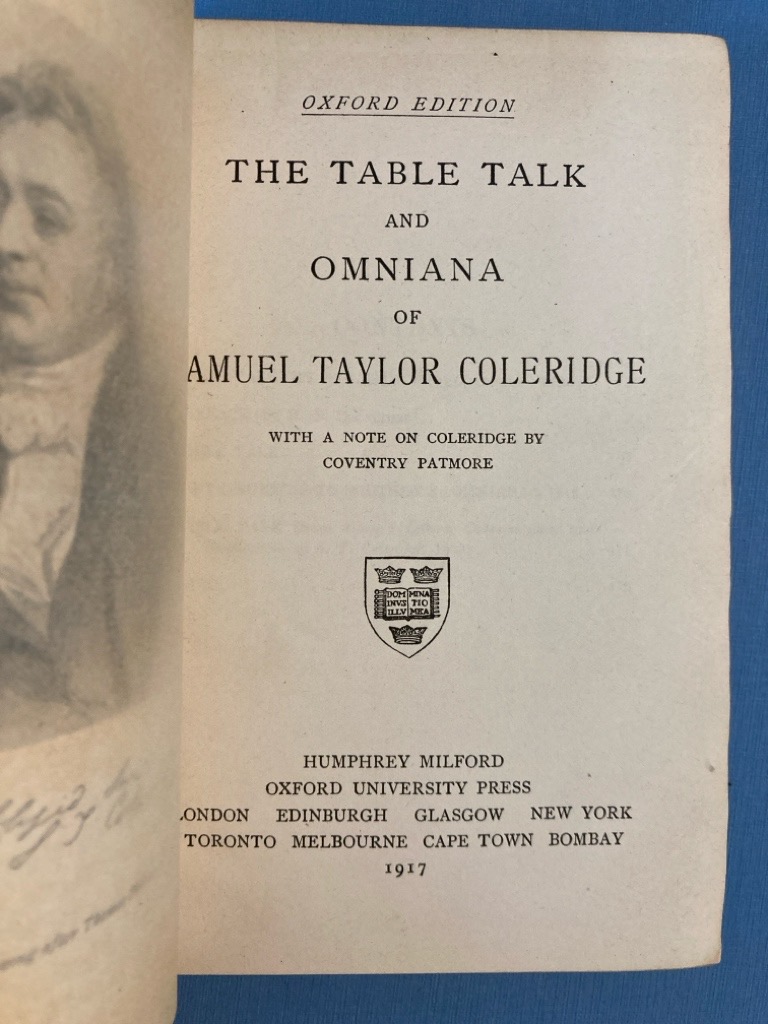 OXFORD EDITION
THE TABLE TALK
AND
OMNIANA
OF
AMUEL TAYLOR COLERIDGE
WITH A NOTE ON COLERIDGE BY
COVENTRY PATMORE
DOM MINA
INVS TIO
ILLV MEA
HUMPHREY MILFORD
OXFORD UNIVERSITY PRESS
ONDON EDINBURGH GLASGOW NEW YORK
TORONTO MELBOURNE CAPE TOWN BOMBAY
1917